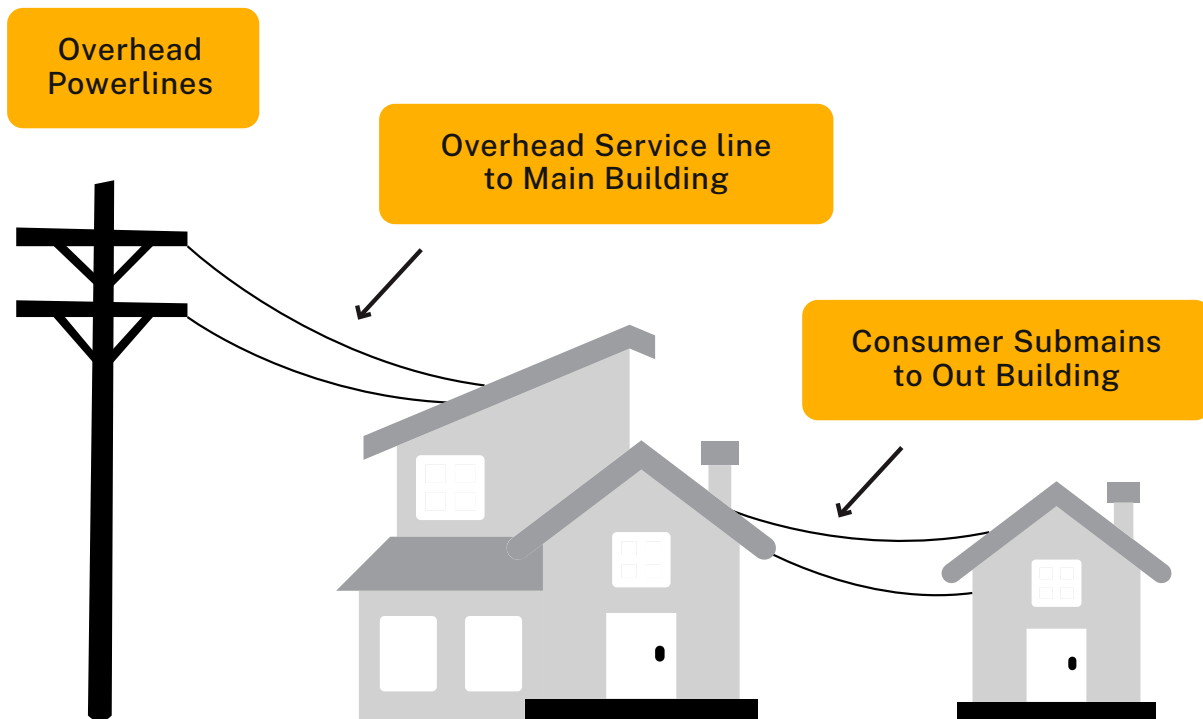 Overhead
Powerlines
Overhead Service line
to Main Building
Consumer Submains
to Out Building